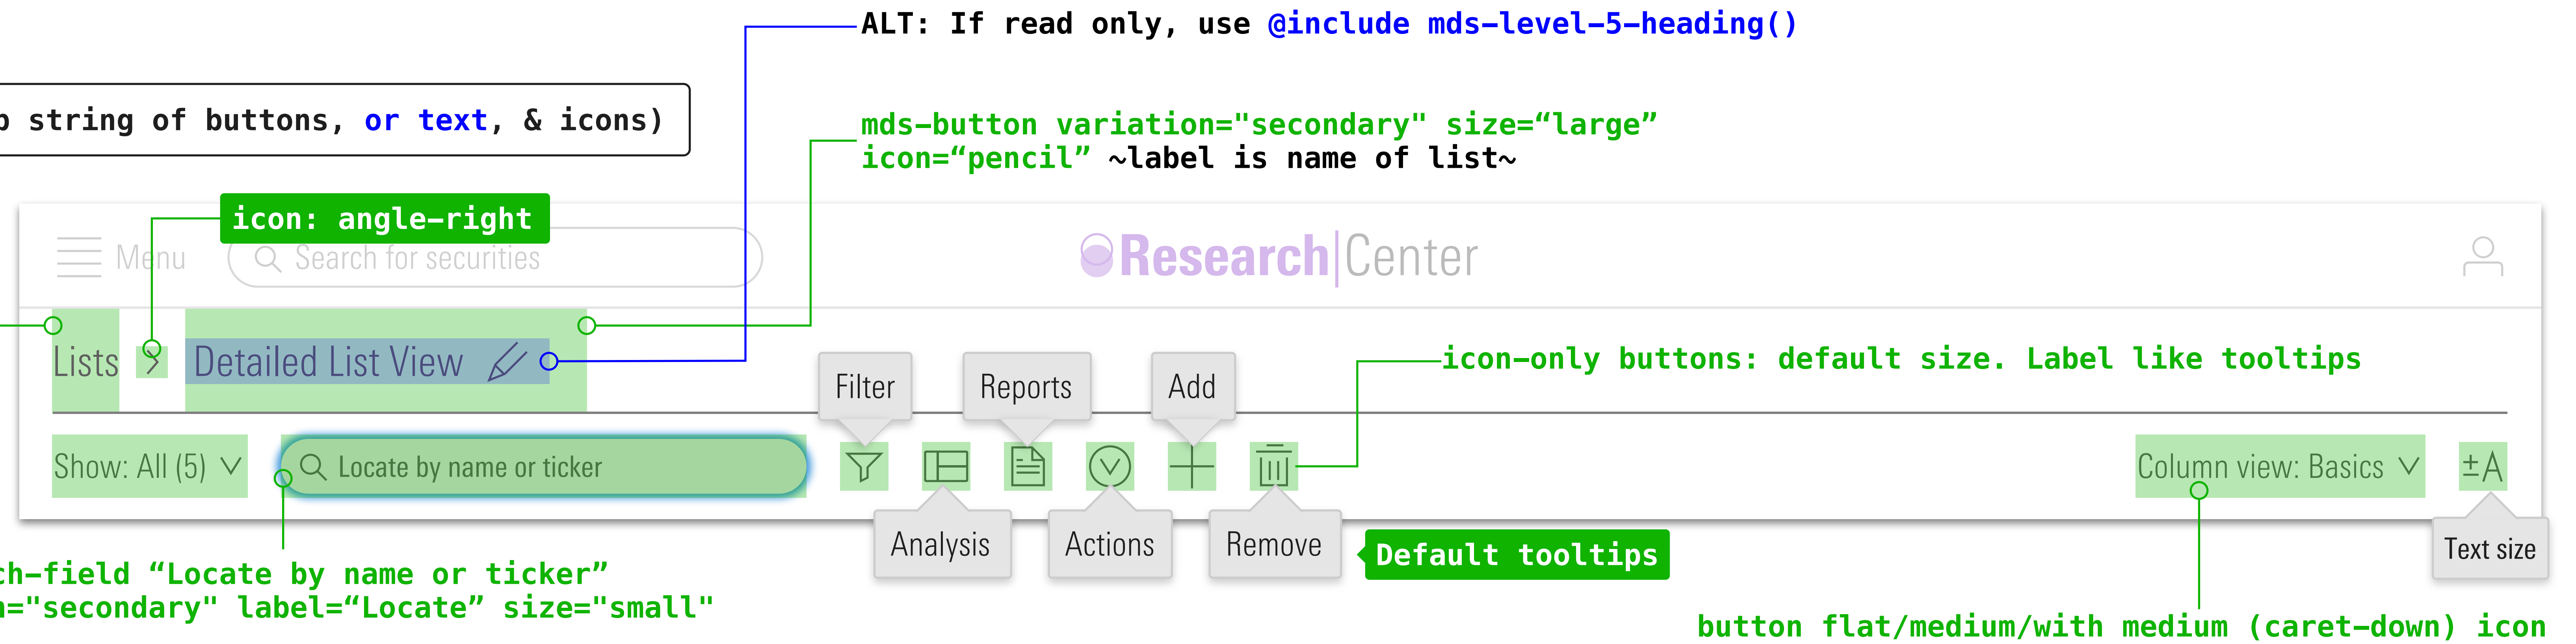 ALT: If read only, use @include mds-level-5-heading()
string of buttons, or text, & icons)
mds-button variation="secondary" size=“large”
icon=“pencil” ~label is name of list~
icon: angle-right
Menu
Search for securities
Research|Center
Lists
Detailed List View
icon-only buttons: default size. Label like tooltips
Filter
Reports
Add
Show: All (5)
Locate by name or ticker
Column view: Basics
±A
Analysis
Actions
Remove
Default tooltips
Text size
ch-field “Locate by name or ticker”
="secondary" label=“Locate” size="small"
button flat/medium/with medium (caret-down) icon